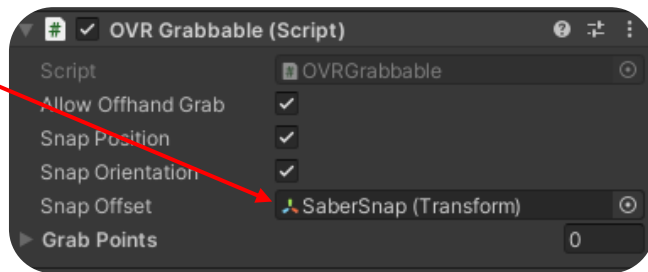 # OVR Grabbable (Script)
Script OVRGrabbable
Allow Offhand Grab
Snap Position
Snap Orientation
Snap Offset SaberSnap (Transform)
Grab Points 0